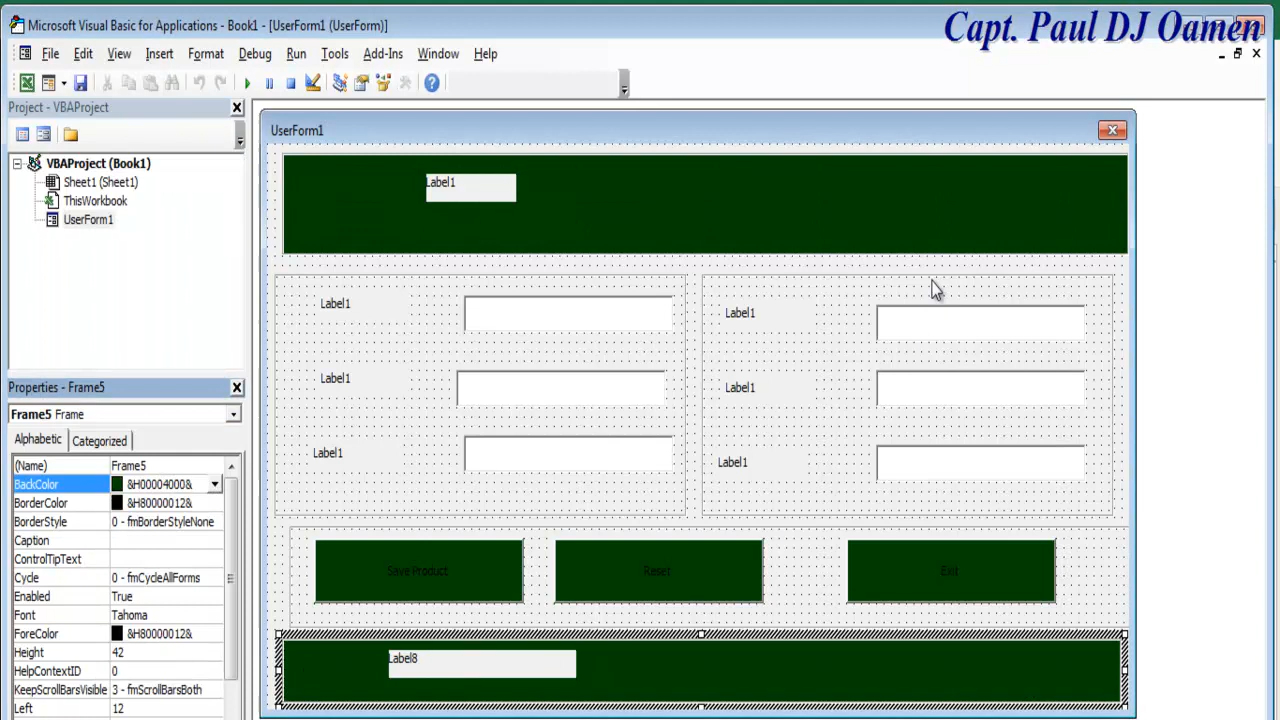 Microsoft Visual Basic for Applications - Book1 - [UserForm1 (UserForm)]
Capt. Paul DJ Oamen
File Edit View Insert Format Debug Run Tools Add-Ins Window Help
Project - VBAProject
UserForm1
VBAProject (Book1)
Sheet1 (Sheet1)
ThisWorkbook
UserForm1
Label1
Label1
Label1
Label1
Label1
Label1
Label1
Save Product
Reset
Exit
Label8
Properties - Frame5
Frame5 Frame
Alphabetic Categorized
(Name) Frame5
BackColor &H00004000&
BorderColor &H80000012&
BorderStyle 0 - fmBorderStyleNone
Caption
ControlTipText
Cycle 0 - fmCycleAllForms
Enabled True
Font Tahoma
ForeColor &H80000012&
Height 42
HelpContextID 0
KeepScrollBarsVisible 3 - fmScrollBarsBoth
Left 12